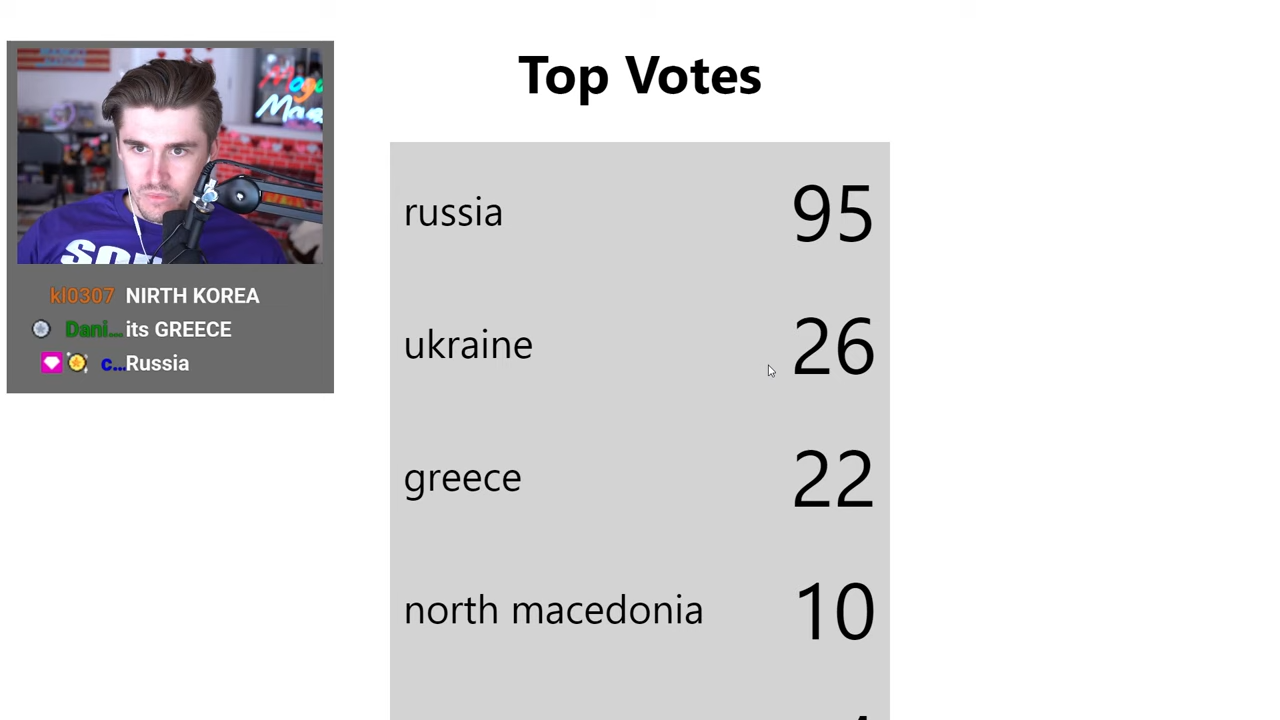 Top Votes
russia 95
ukraine 26
greece 22
north macedonia 10
kl0307 NIRTH KOREA
Dani... its GREECE
c... Russia